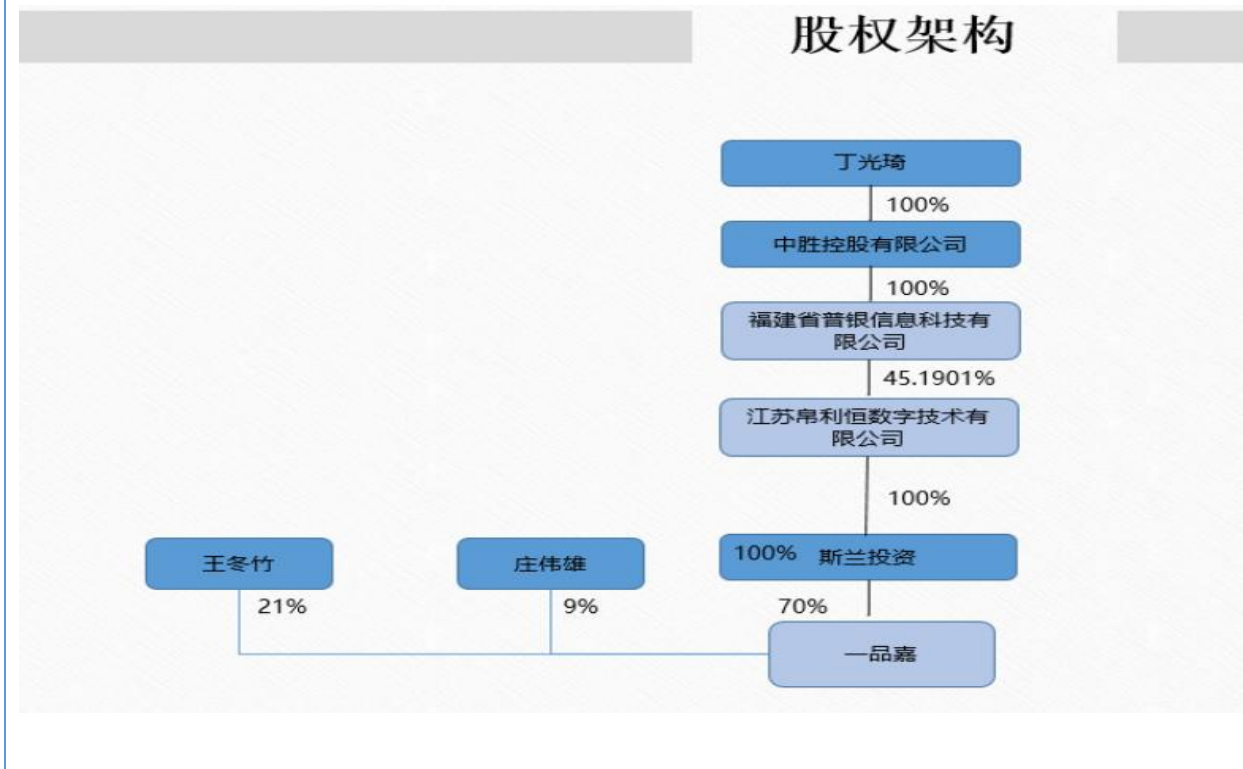 股权架构
丁光琦
100%
中胜控股有限公司
100%
福建省普银信息科技有
限公司
45.1901%
江苏帛利恒数字技术有
限公司
100%
王冬竹
庄伟雄
100% 斯兰投资
21%
9%
70%
一品嘉